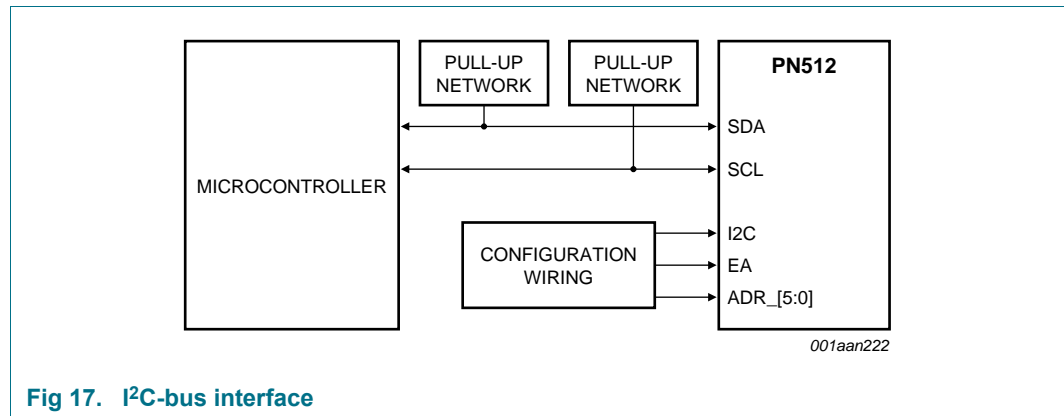 PULL-UP
NETWORK
PULL-UP
NETWORK
PN512
MICROCONTROLLER
SDA
SCL
I2C
EA
ADR_[5:0]
CONFIGURATION
WIRING
001aan222
Fig 17. I²C-bus interface